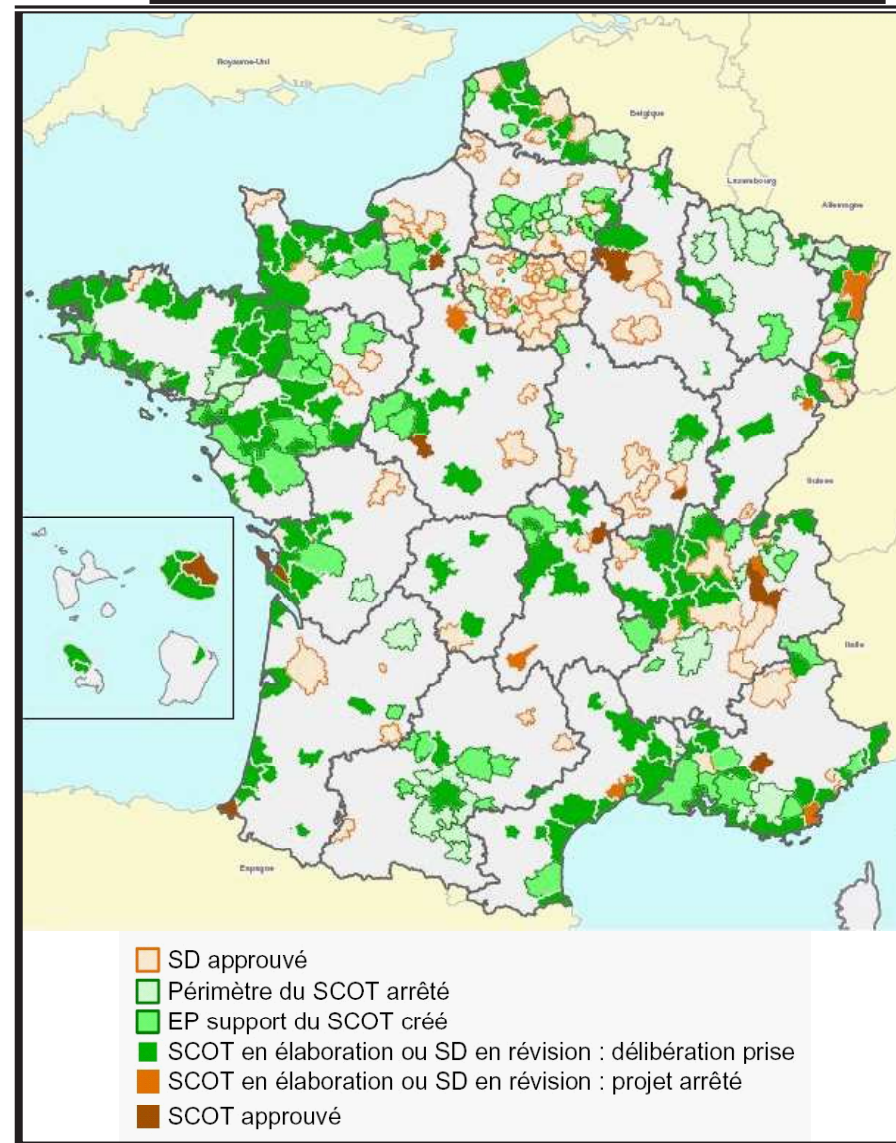 Royaume-Uni
Belgique
Luxembourg
Allemagne
Suisse
Italie
Espagne
SD approuvé
Périmètre du SCOT arrêté
EP support du SCOT créé
SCOT en élaboration ou SD en révision : délibération prise
SCOT en élaboration ou SD en révision : projet arrêté
SCOT approuvé